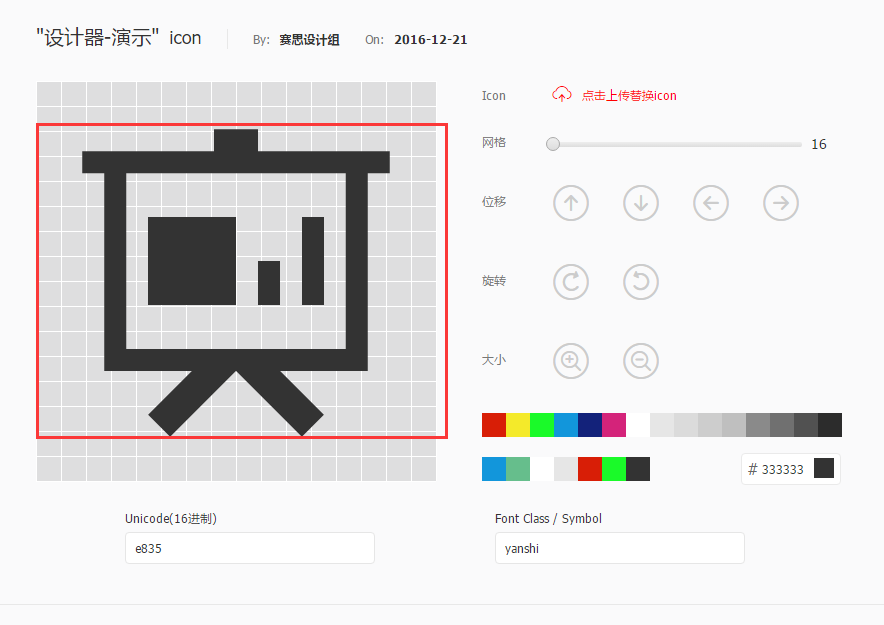 "设计器-演示" icon By: 赛思设计组 On: 2016-12-21
Icon 点击上传替换icon
网格 16
位移
旋转
大小
# 333333
Unicode(16进制) Font Class / Symbol
e835 yanshi